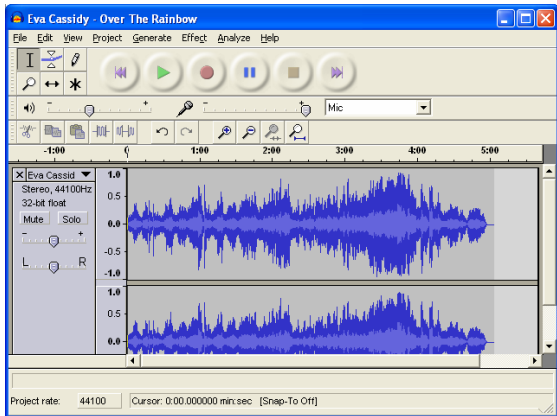 Eva Cassidy - Over The Rainbow
File Edit View Project Generate Effect Analyze Help
- + - + Mic
-1:00 0 1:00 2:00 3:00 4:00 5:00
Eva Cassid
Stereo, 44100Hz
32-bit float
Mute Solo
- +
L R
1.0
0.5
0.0
-0.5
-1.0
1.0
0.5
0.0
Project rate: 44100 Cursor: 0:00.000000 min:sec [Snap-To Off]